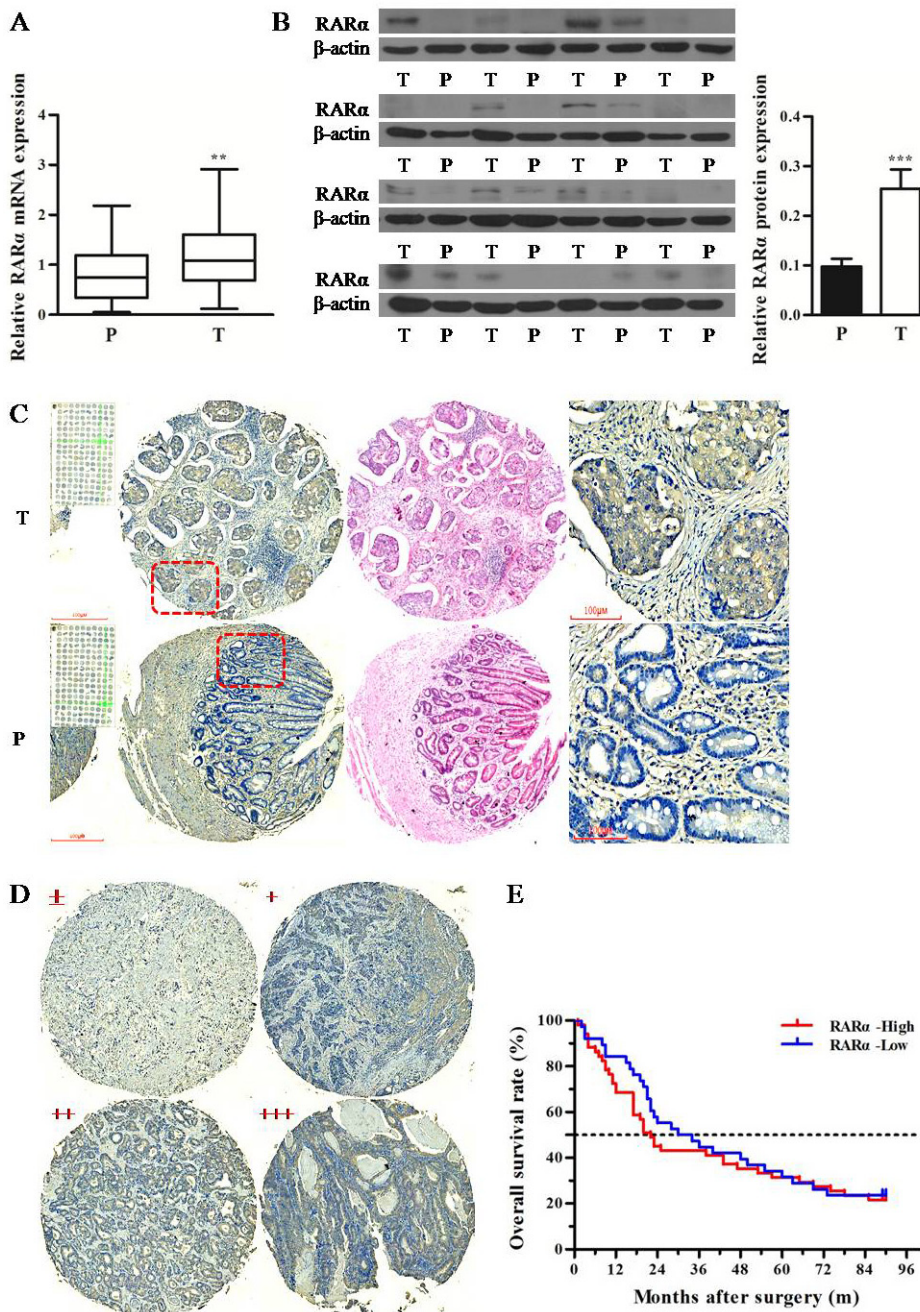 A
Relative RARα mRNA expression
4
3
2
1
0
**
P T
B
RARα
β-actin
T P T P T P T P
RARα
β-actin
T P T P T P T P
RARα
β-actin
T P T P T P T P
RARα
β-actin
T P T P T P T P
Relative RARα protein expression
0.4
0.3
0.2
0.1
0.0
***
P T
C
T
100μM
P
D
±
+
++
+++
E
Overall survival rate (%)
100
80
60
40
20
0
RARα -High
RARα -Low
0 12 24 36 48 60 72 84 96
Months after surgery (m)